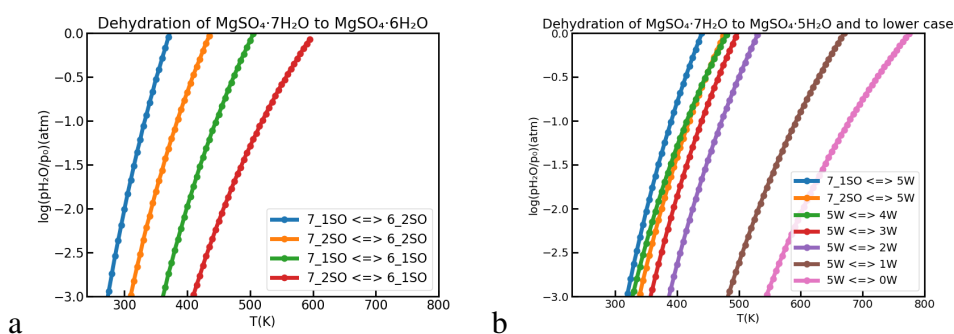 Dehydration of MgSO₄·7H₂O to MgSO₄·6H₂O
0.0
−0.5
−1.0
−1.5
−2.0
−2.5
−3.0
log(pH₂O/p₀)(atm)
7_1SO <=> 6_2SO
7_2SO <=> 6_2SO
7_1SO <=> 6_1SO
7_2SO <=> 6_1SO
300 400 500 600 700 800
T(K)
a
Dehydration of MgSO₄·7H₂O to MgSO₄·5H₂O and to lower case
0.0
−0.5
−1.0
−1.5
−2.0
−2.5
−3.0
log(pH₂O/p₀)(atm)
7_1SO <=> 5W
7_2SO <=> 5W
5W <=> 4W
5W <=> 3W
5W <=> 2W
5W <=> 1W
5W <=> 0W
300 400 500 600 700 800
T(K)
b